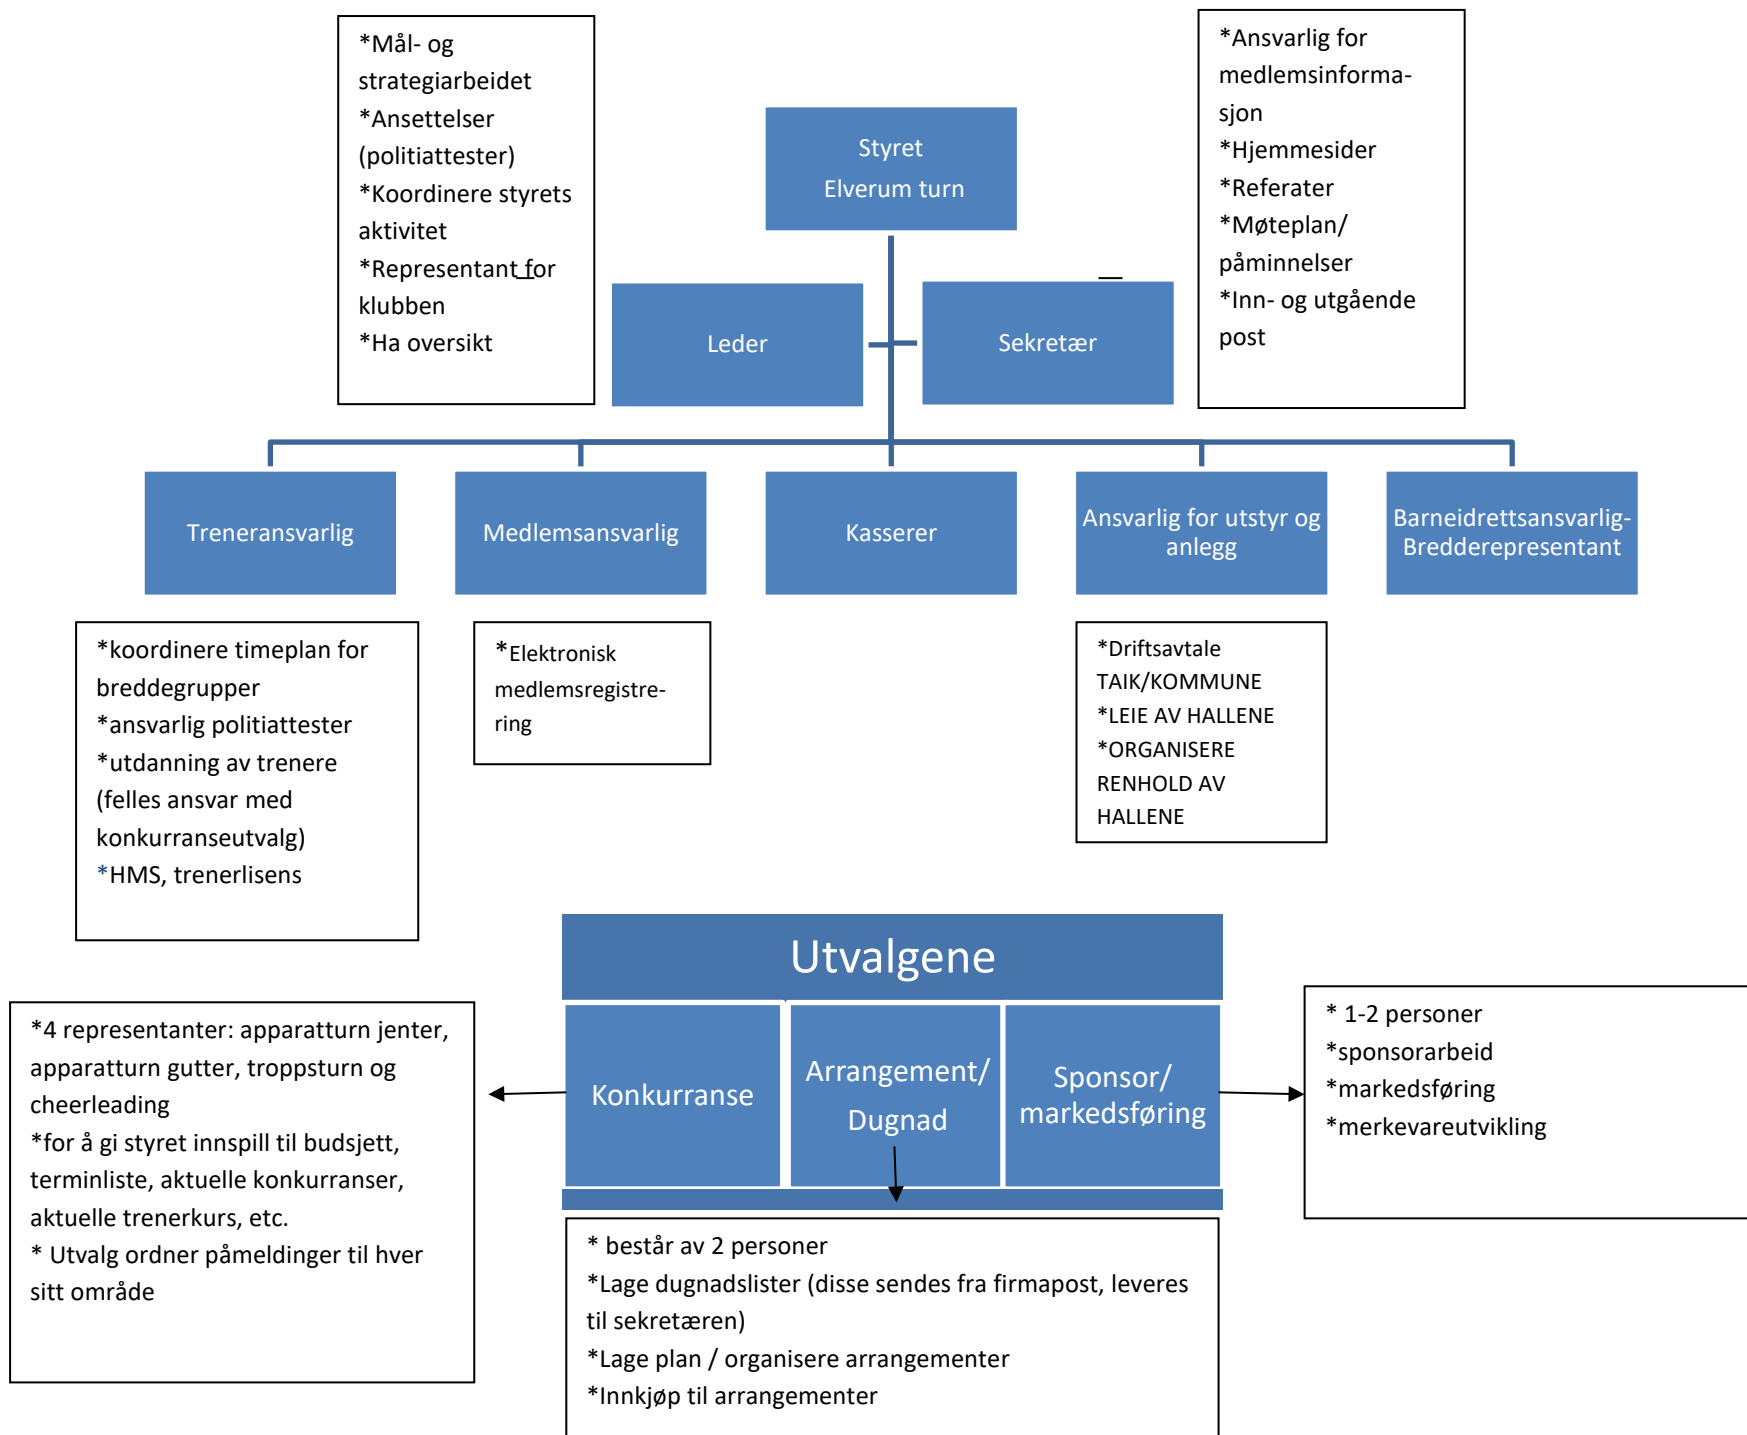 *Mål- og
strategiarbeidet
*Ansettelser
(politiattester)
*Koordinere styrets
aktivitet
*Representant for
klubben
*Ha oversikt
Styret
Elverum turn
*Ansvarlig for
medlemsinforma-
sjon
*Hjemmesider
*Referater
*Møteplan/
påminnelser
*Inn- og utgående
post
Leder
Sekretær
Treneransvarlig
Medlemsansvarlig
Kasserer
Ansvarlig for utstyr og
anlegg
Barneidrettsansvarlig-
Bredderepresentant
*koordinere timeplan for
breddegrupper
*ansvarlig politiattester
*utdanning av trenere
(felles ansvar med
konkurranseutvalg)
*HMS, trenerlisens
*Elektronisk
medlemsregistre-
ring
*Driftsavtale
TAIK/KOMMUNE
*LEIE AV HALLENE
*ORGANISERE
RENHOLD AV
HALLENE
Utvalgene
Konkurranse
Arrangement/
Dugnad
Sponsor/
markedsføring
*4 representanter: apparatturn jenter,
apparatturn gutter, troppsturn og
cheerleading
*for å gi styret innspill til budsjett,
terminliste, aktuelle konkurranser,
aktuelle trenerkurs, etc.
* Utvalg ordner påmeldinger til hver
sitt område
* 1-2 personer
*sponsorarbeid
*markedsføring
*merkevareutvikling
* består av 2 personer
*Lage dugnadslister (disse sendes fra firmapost, leveres
til sekretæren)
*Lage plan / organisere arrangementer
*Innkjøp til arrangementer